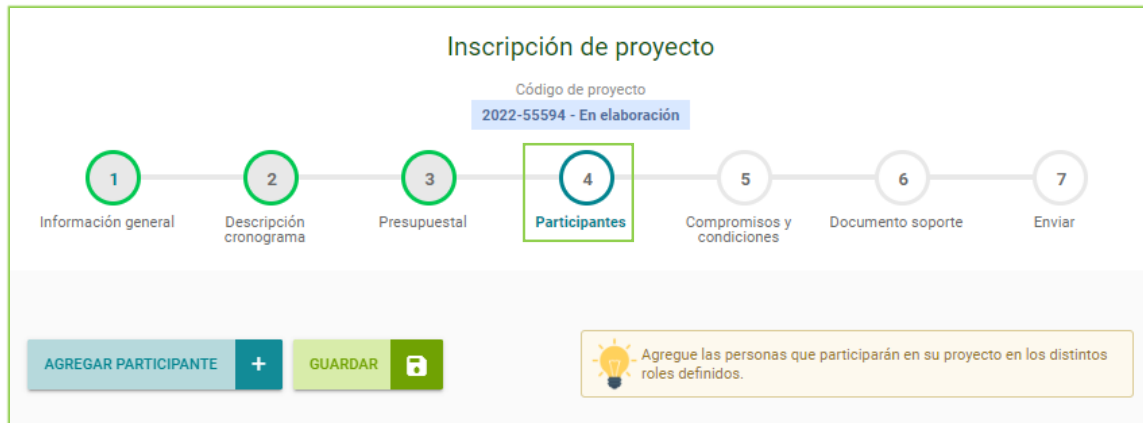 Inscripción de proyecto
Código de proyecto
2022-55594 - En elaboración
1
2
3
4
5
6
7
Información general
Descripción
cronograma
Presupuestal
Participantes
Compromisos y
condiciones
Documento soporte
Enviar
AGREGAR PARTICIPANTE +
GUARDAR
Agregue las personas que participarán en su proyecto en los distintos
roles definidos.